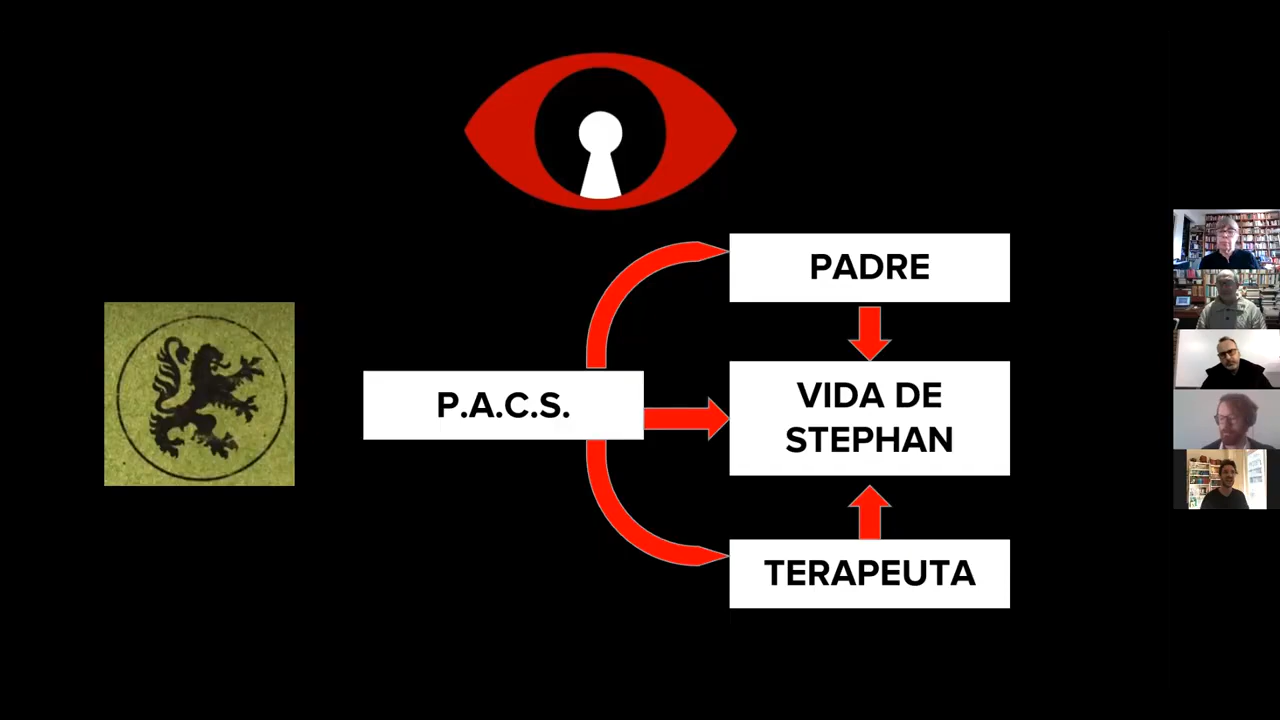 PADRE
P.A.C.S.
VIDA DE
STEPHAN
TERAPEUTA